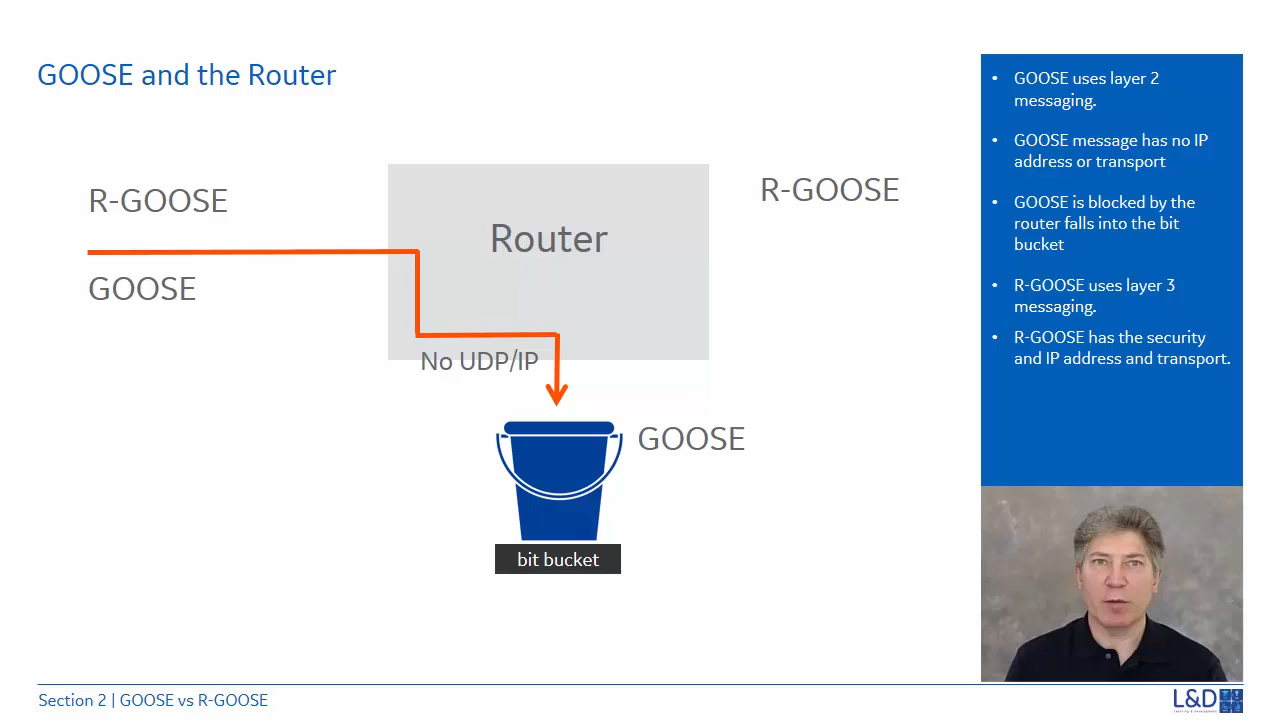 GOOSE and the Router
R-GOOSE
GOOSE
Router
R-GOOSE
No UDP/IP
GOOSE
bit bucket
• GOOSE uses layer 2
messaging.
• GOOSE message has no IP
address or transport
• GOOSE is blocked by the
router falls into the bit
bucket
• R-GOOSE uses layer 3
messaging.
• R-GOOSE has the security
and IP address and transport.
Section 2 | GOOSE vs R-GOOSE
L&D
Learning & Development